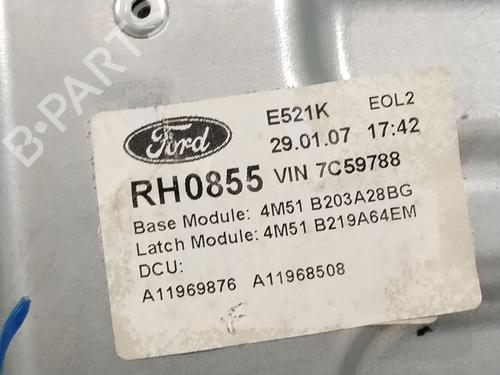 B-PARTS
E521K EOL2
Ford
29.01.07 17:42
RH0855 VIN 7C59788
Base Module: 4M51 B203A28BG
Latch Module: 4M51 B219A64EM
DCU:
A11969876 A11968508